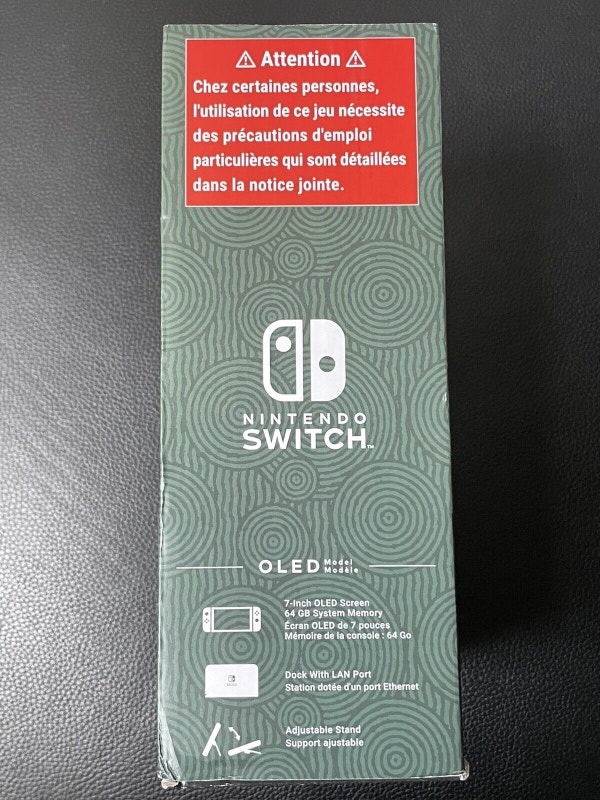 ⚠ Attention ⚠
Chez certaines personnes,
l'utilisation de ce jeu nécessite
des précautions d'emploi
particulières qui sont détaillées
dans la notice jointe.
NINTENDO
SWITCH™
OLED Model
Modèle
7-Inch OLED Screen
64 GB System Memory
Écran OLED de 7 pouces
Mémoire de la console : 64 Go
Dock With LAN Port
Station dotée d'un port Ethernet
Adjustable Stand
Support ajustable